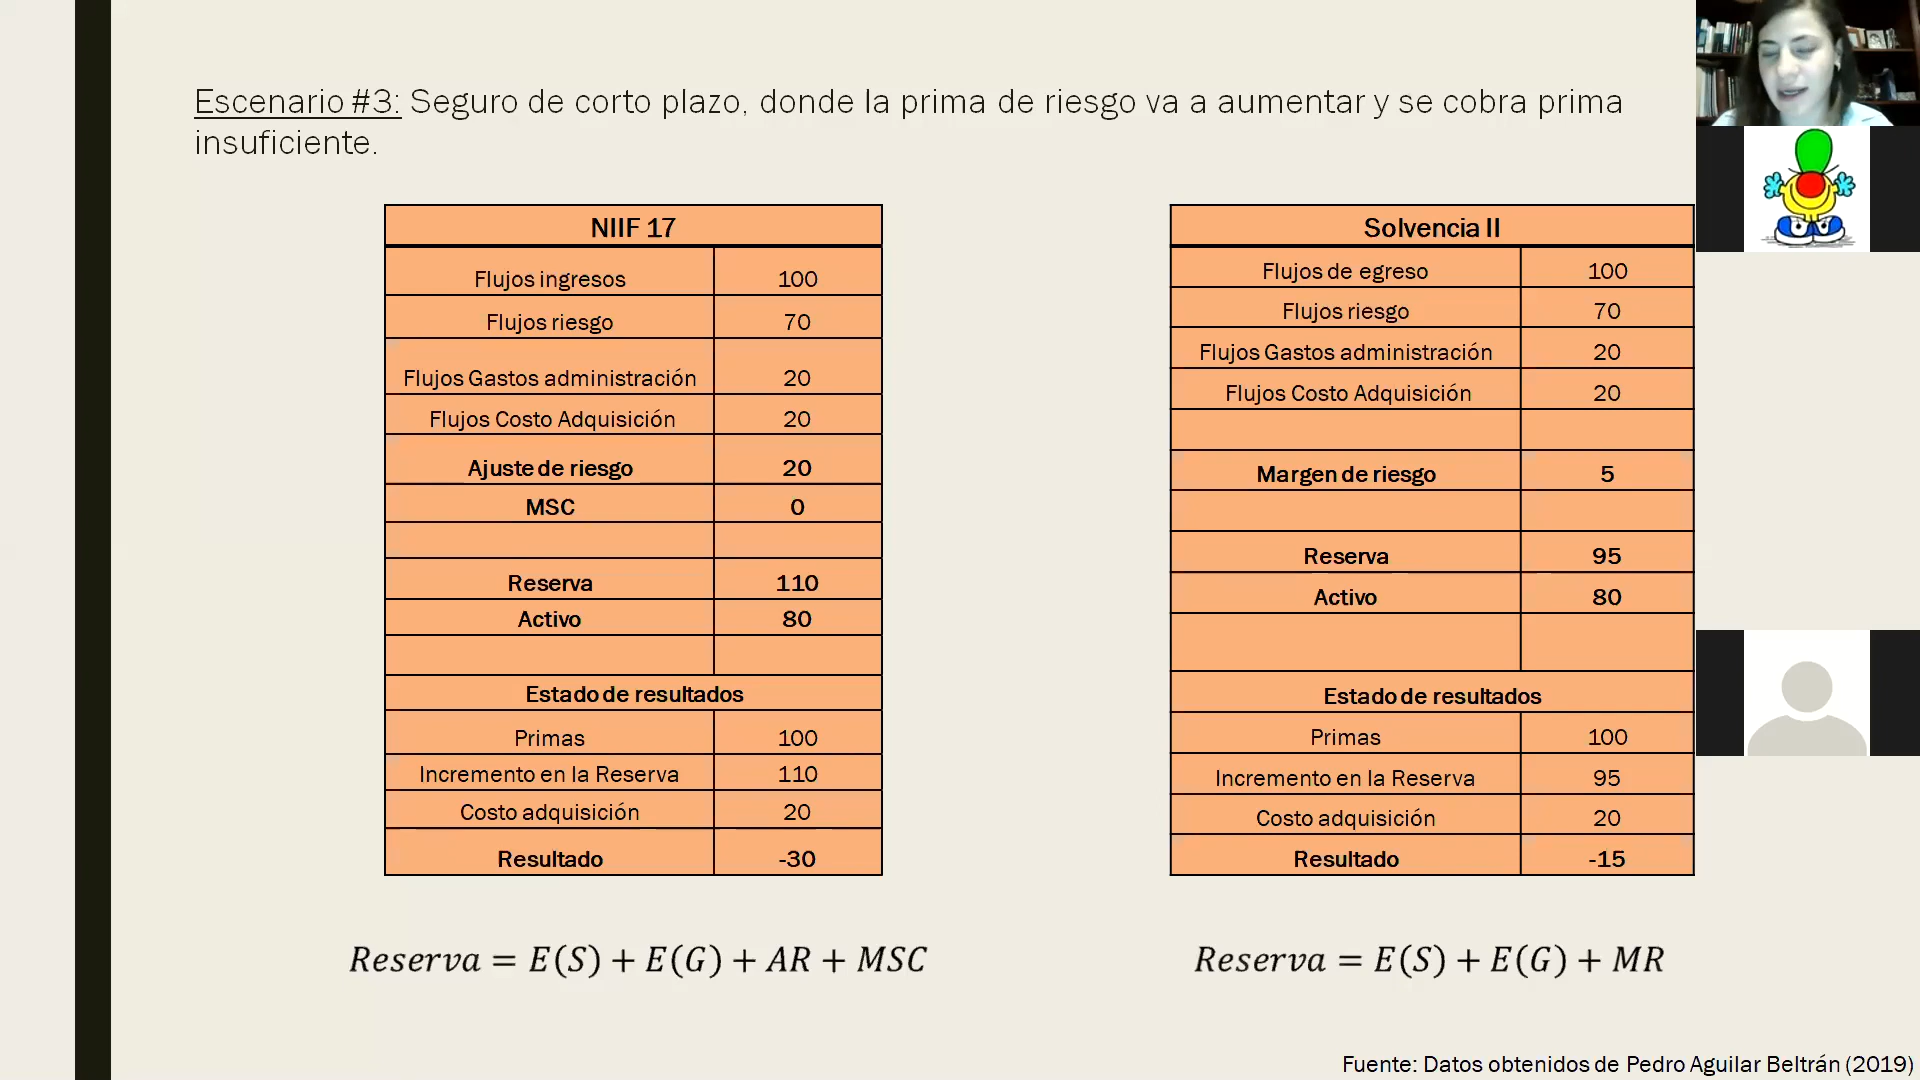 Escenario #3: Seguro de corto plazo, donde la prima de riesgo va a aumentar y se cobra prima
insuficiente.
NIIF 17
Flujos ingresos 100
Flujos riesgo 70
Flujos Gastos administración 20
Flujos Costo Adquisición 20
Ajuste de riesgo 20
MSC 0
Reserva 110
Activo 80
Estado de resultados
Primas 100
Incremento en la Reserva 110
Costo adquisición 20
Resultado -30
Reserva = E(S) + E(G) + AR + MSC
Solvencia II
Flujos de egreso 100
Flujos riesgo 70
Flujos Gastos administración 20
Flujos Costo Adquisición 20
Margen de riesgo 5
Reserva 95
Activo 80
Estado de resultados
Primas 100
Incremento en la Reserva 95
Costo adquisición 20
Resultado -15
Reserva = E(S) + E(G) + MR
Fuente: Datos obtenidos de Pedro Aguilar Beltrán (2019)